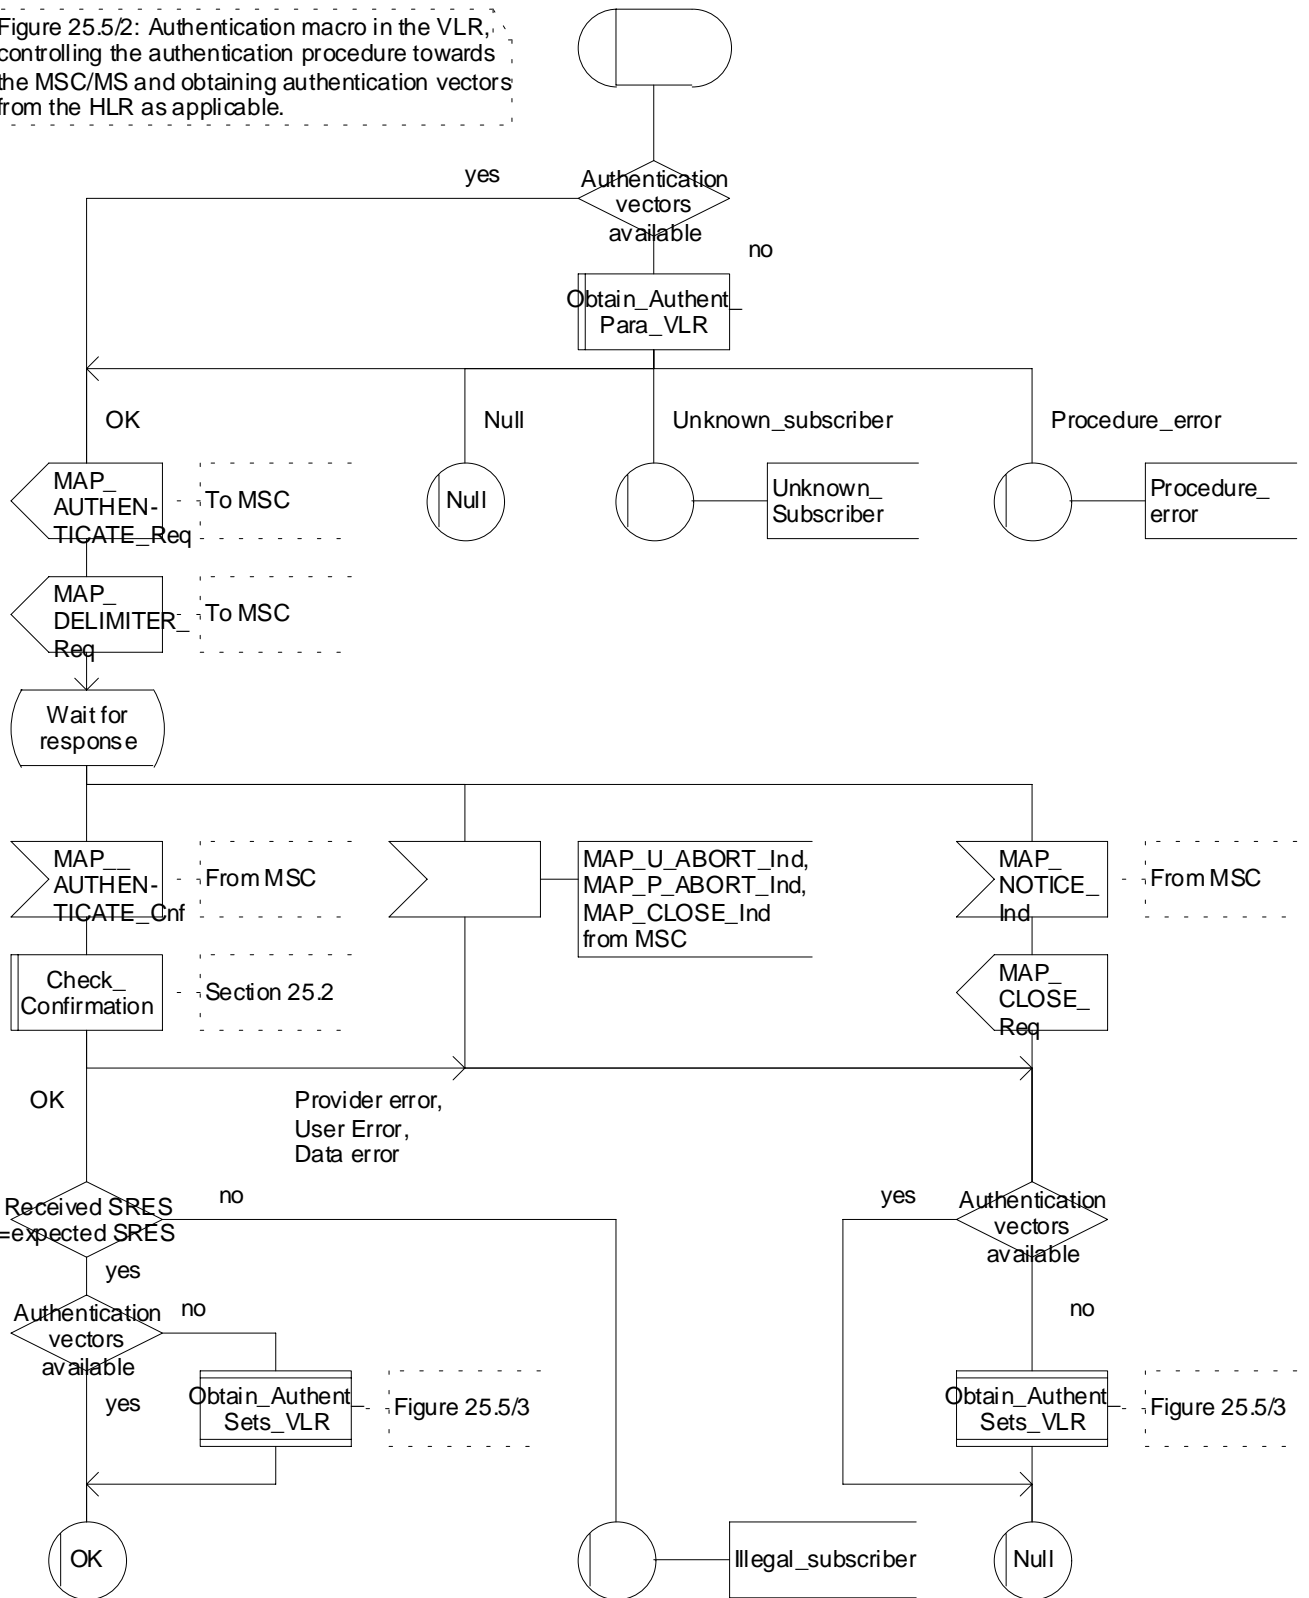 Figure 25.5/2: Authentication macro in the VLR,
controlling the authentication procedure towards
the MSC/MS and obtaining authentication vectors
from the HLR as applicable.
yes
Authentication
vectors
available
no
Obtain_Authent_
Para_VLR
OK
Null
Unknown_subscriber
Procedure_error
MAP_
AUTHEN-
TICATE_Req
To MSC
Null
Unknown_
Subscriber
Procedure_
error
MAP_
DELIMITER_
Req
To MSC
Wait for
response
MAP__
AUTHEN-
TICATE_Cnf
From MSC
MAP_U_ABORT_Ind,
MAP_P_ABORT_Ind,
MAP_CLOSE_Ind
from MSC
MAP_
NOTICE_
Ind
From MSC
Check_
Confirmation
Section 25.2
MAP_
CLOSE_
Req
OK
Provider error,
User Error,
Data error
Received SRES
=expected SRES
no
yes
yes
Authentication
vectors
available
no
Authentication
vectors
available
no
yes
Obtain_Authent_
Sets_VLR
Figure 25.5/3
Obtain_Authent_
Sets_VLR
Figure 25.5/3
OK
Illegal_subscriber
Null